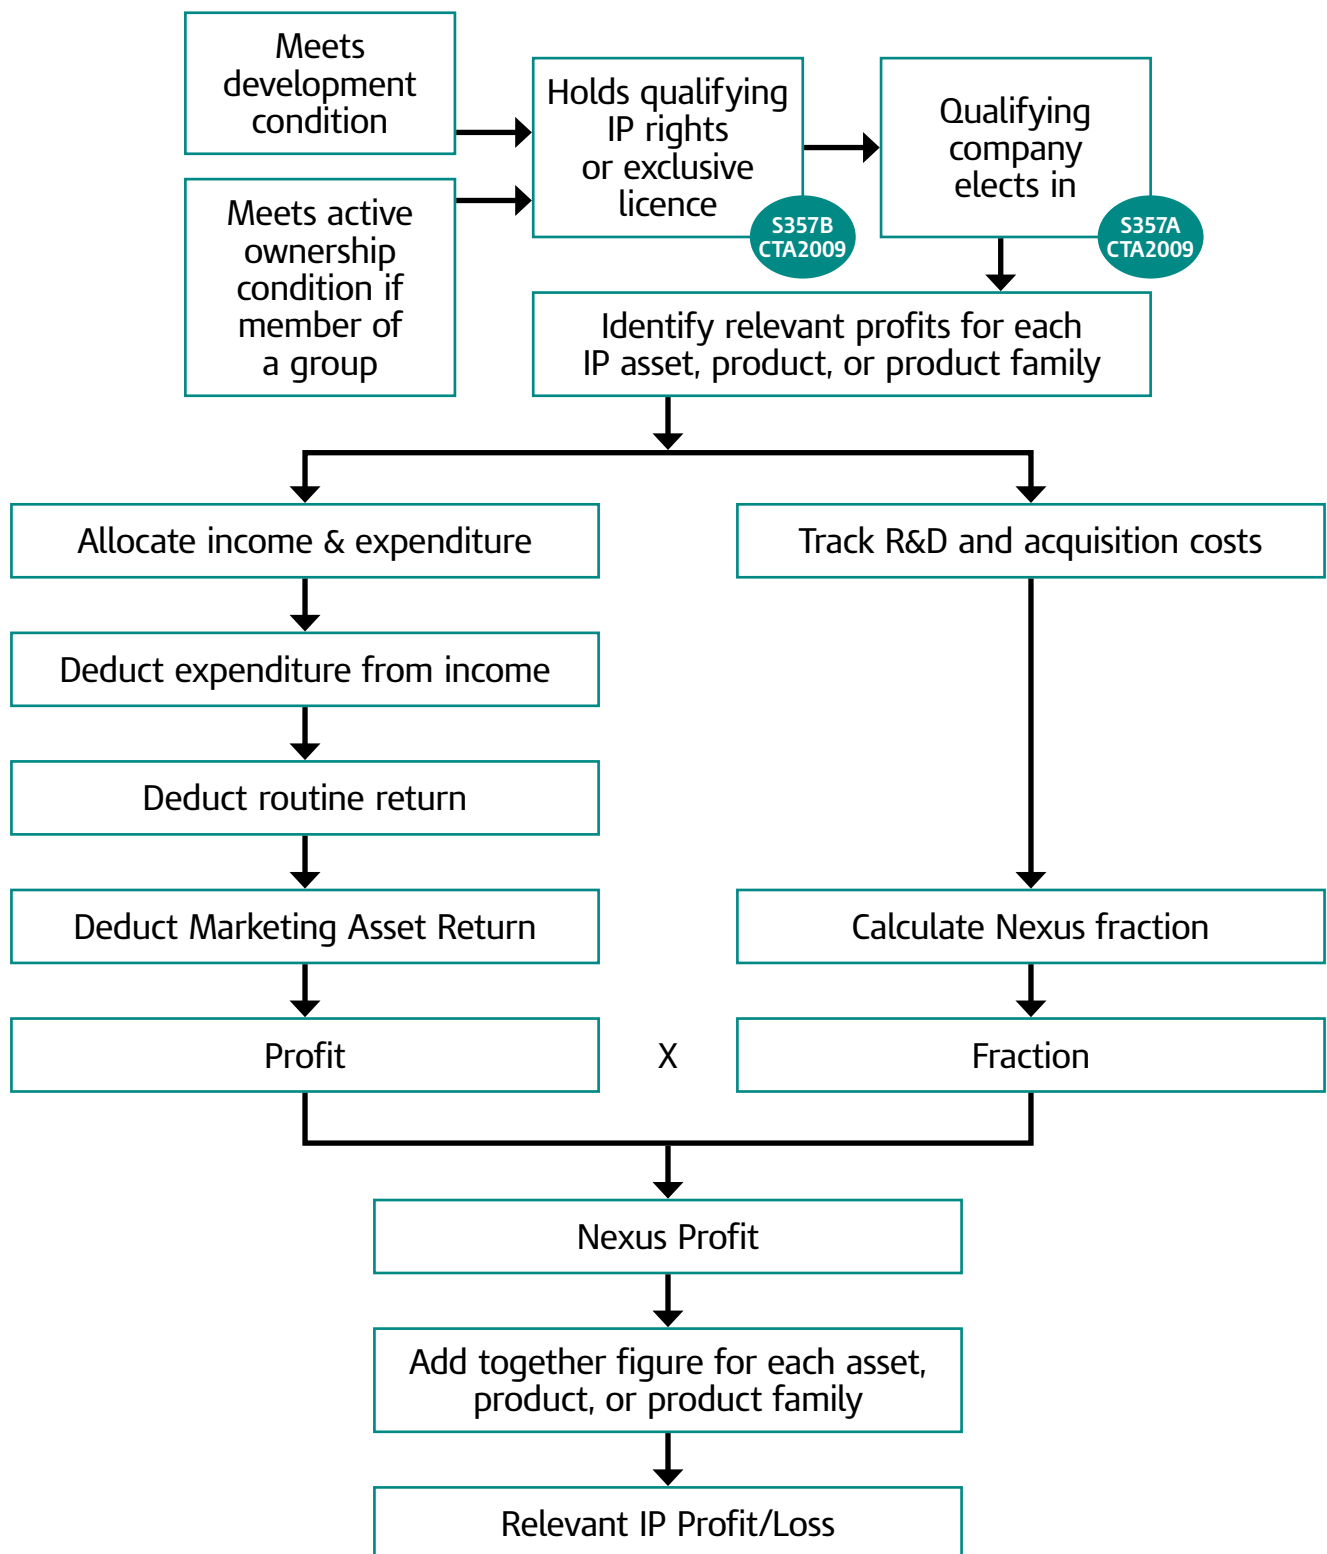 Meets
development
condition
Meets active
ownership
condition if
member of
a group
Holds qualifying
IP rights
or exclusive
licence
S357B
CTA2009
Qualifying
company
elects in
S357A
CTA2009
Identify relevant profits for each
IP asset, product, or product family
Allocate income & expenditure
Track R&D and acquisition costs
Deduct expenditure from income
Deduct routine return
Deduct Marketing Asset Return
Calculate Nexus fraction
Profit
X
Fraction
Nexus Profit
Add together figure for each asset,
product, or product family
Relevant IP Profit/Loss